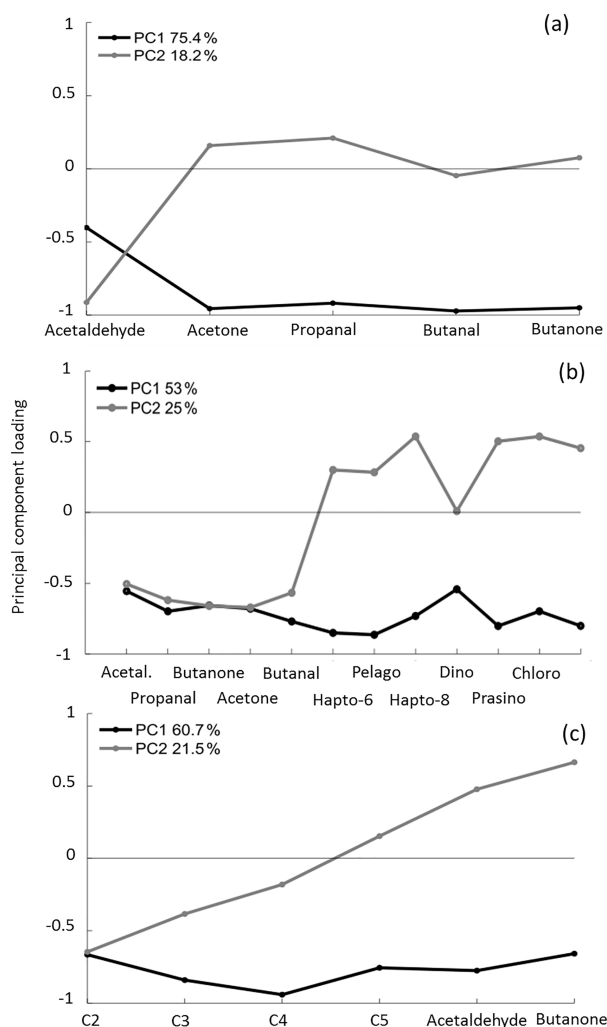 (a)
PC1 75.4%
PC2 18.2%
1
0.5
0
-0.5
-1
Acetaldehyde Acetone Propanal Butanal Butanone
(b)
PC1 53%
PC2 25%
1
0.5
0
-0.5
-1
Principal component loading
Acetal. Butanone Butanal Pelago Dino Chloro
Propanal Acetone Hapto-6 Hapto-8 Prasino
(c)
PC1 60.7%
PC2 21.5%
1
0.5
0
-0.5
-1
C2 C3 C4 C5 Acetaldehyde Butanone